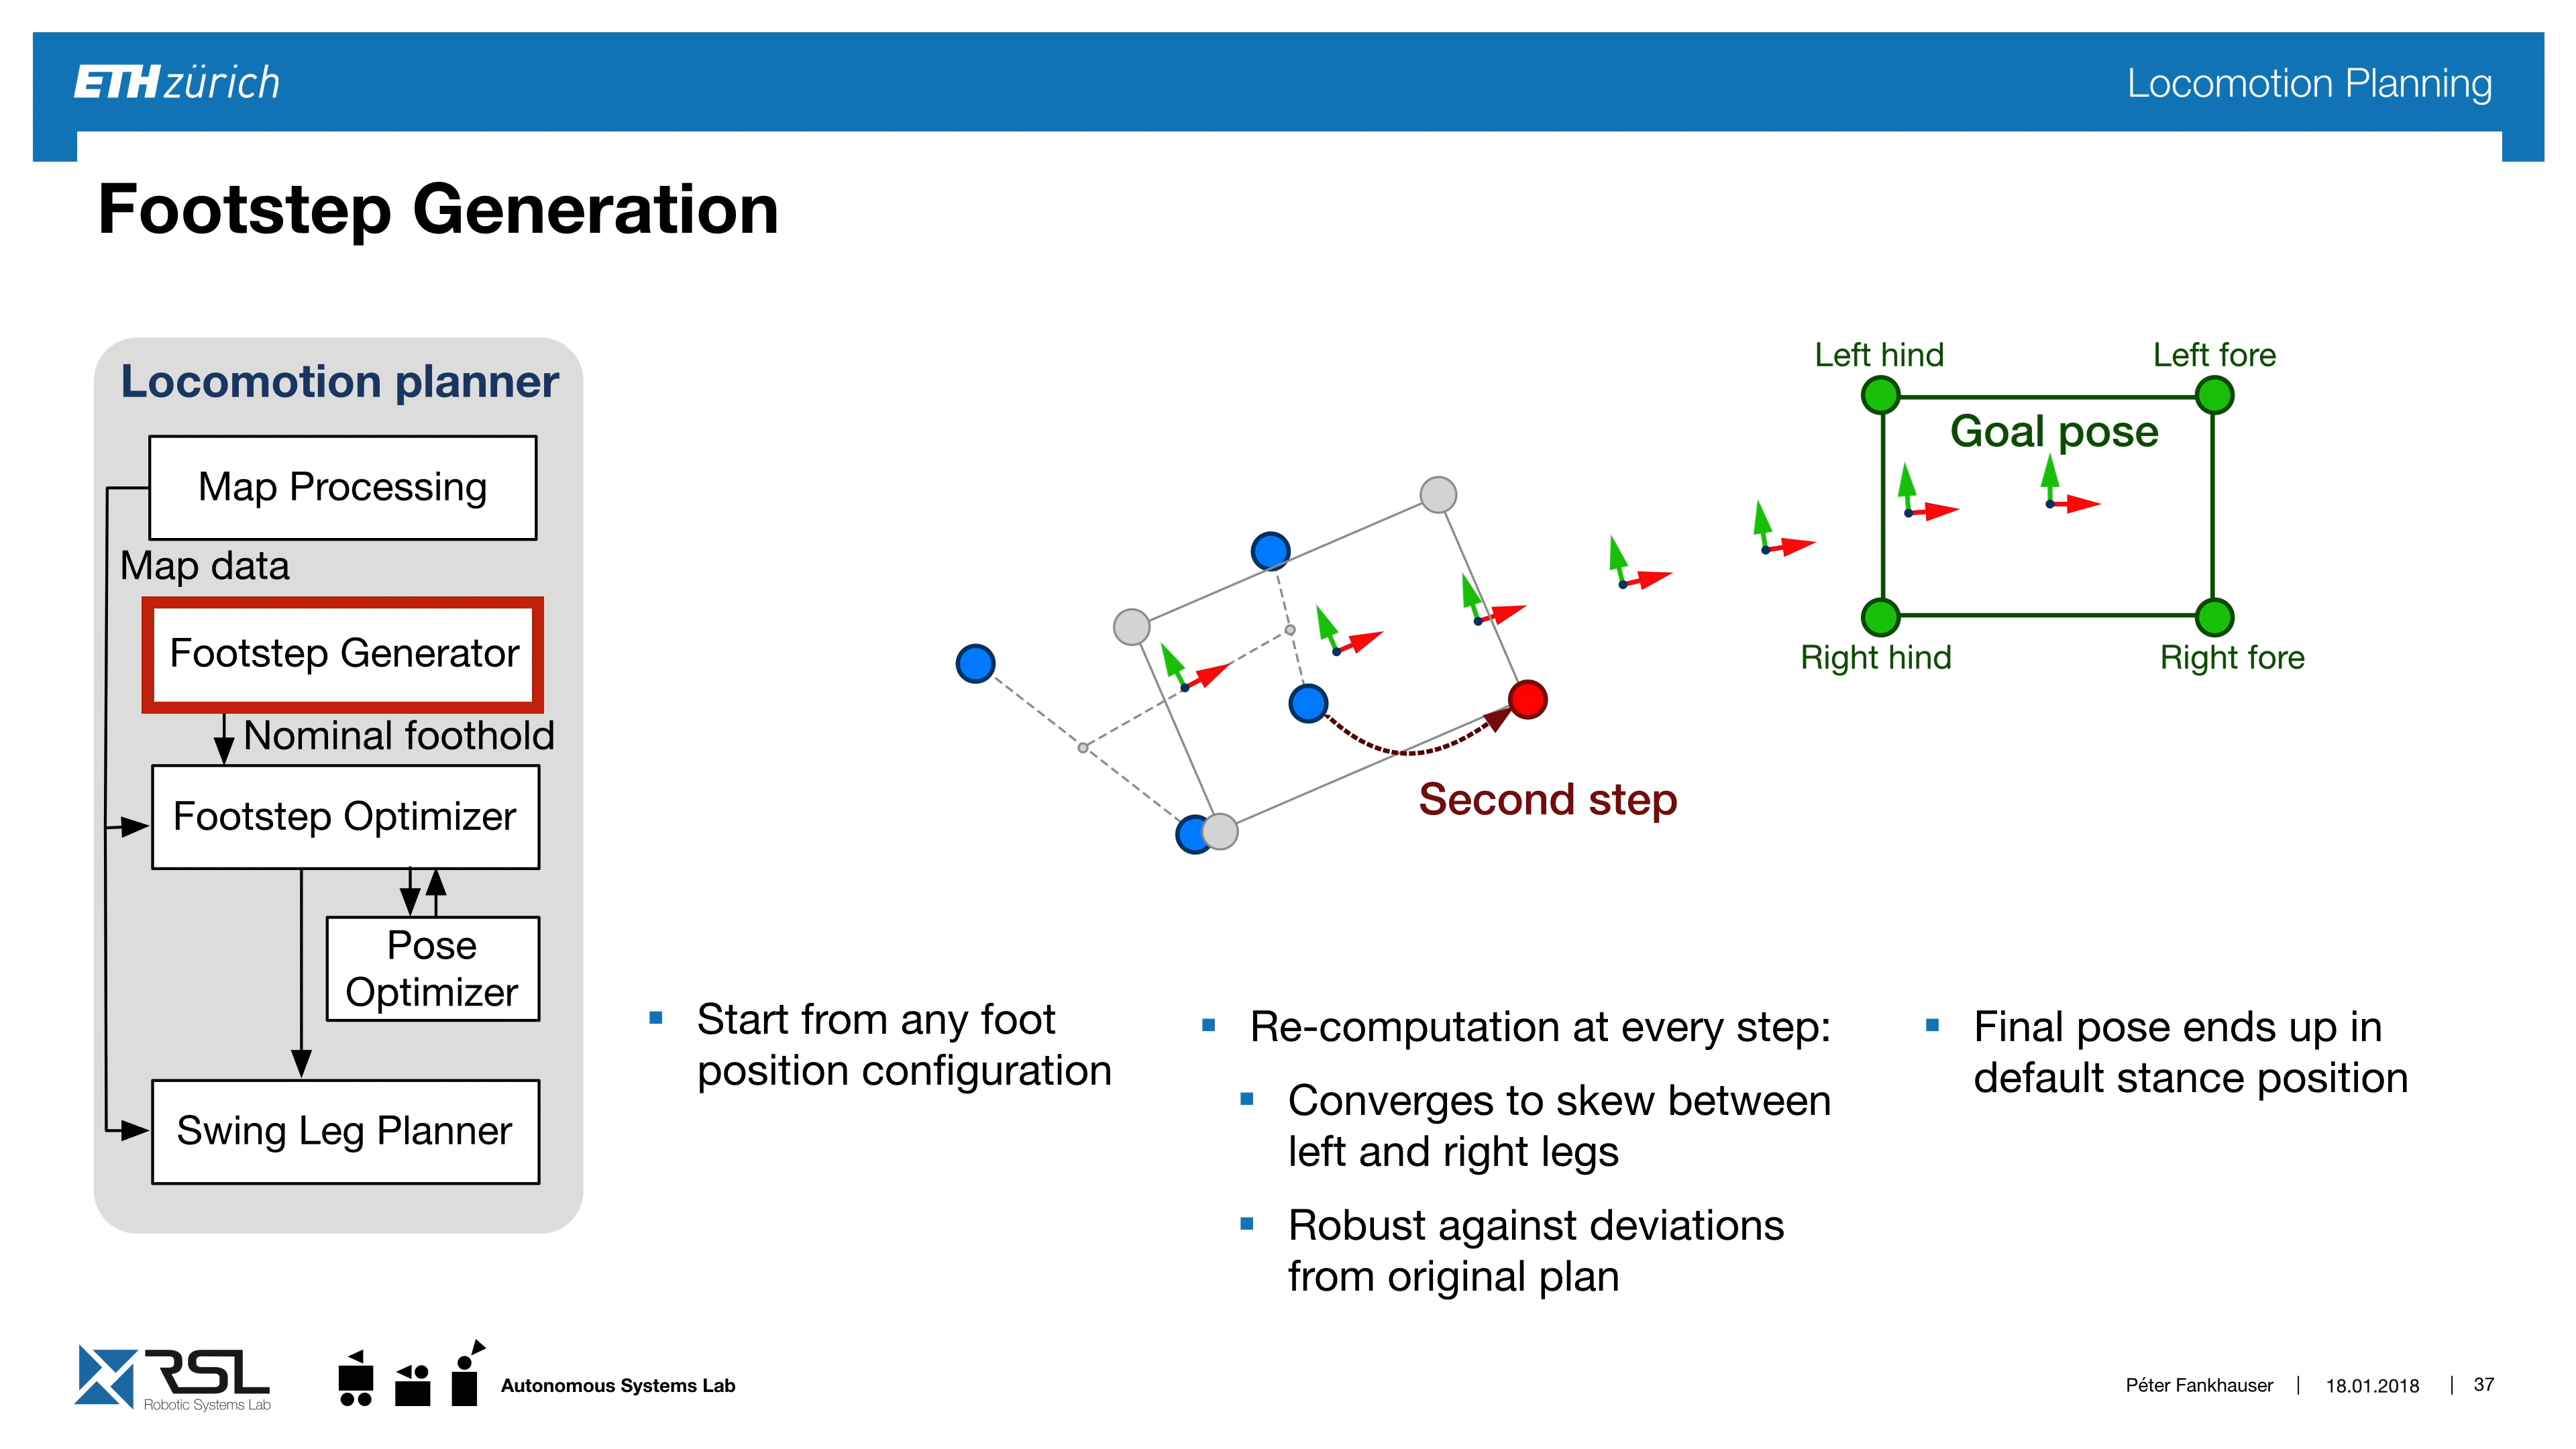 ETH zürich
Locomotion Planning
Footstep Generation
Locomotion planner
Map Processing
Map data
Footstep Generator
Nominal foothold
Footstep Optimizer
Pose
Optimizer
Swing Leg Planner
Left hind
Left fore
Goal pose
Right hind
Right fore
Second step
▪ Start from any foot
position configuration
▪ Re-computation at every step:
▪ Converges to skew between
left and right legs
▪ Robust against deviations
from original plan
▪ Final pose ends up in
default stance position
RSL
Robotic Systems Lab
Autonomous Systems Lab
Péter Fankhauser | 18.01.2018 | 37